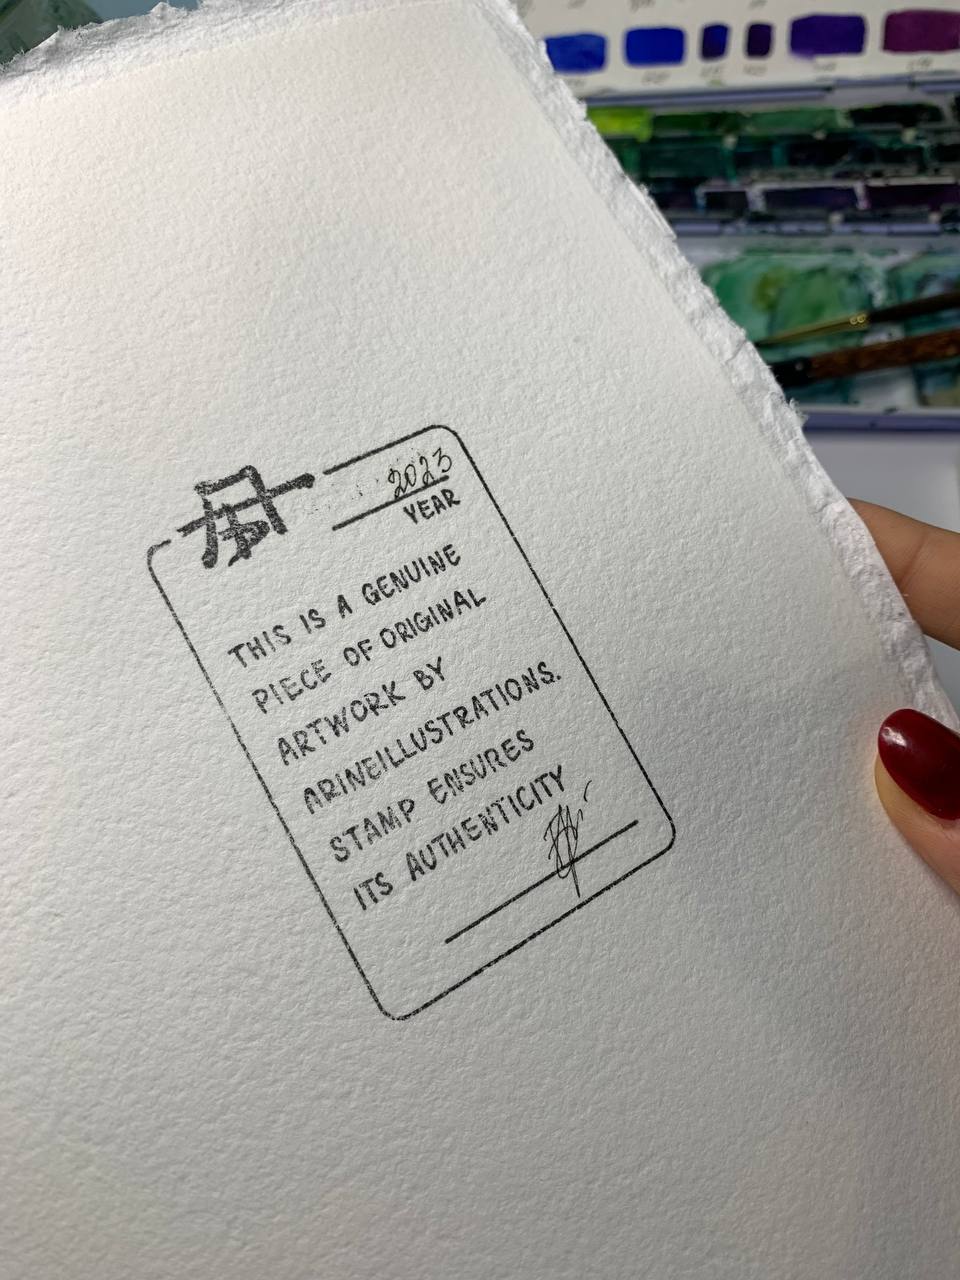 2023
YEAR
THIS IS A GENUINE
PIECE OF ORIGINAL
ARTWORK BY
ARINEILLUSTRATIONS.
STAMP ENSURES
ITS AUTHENTICITY